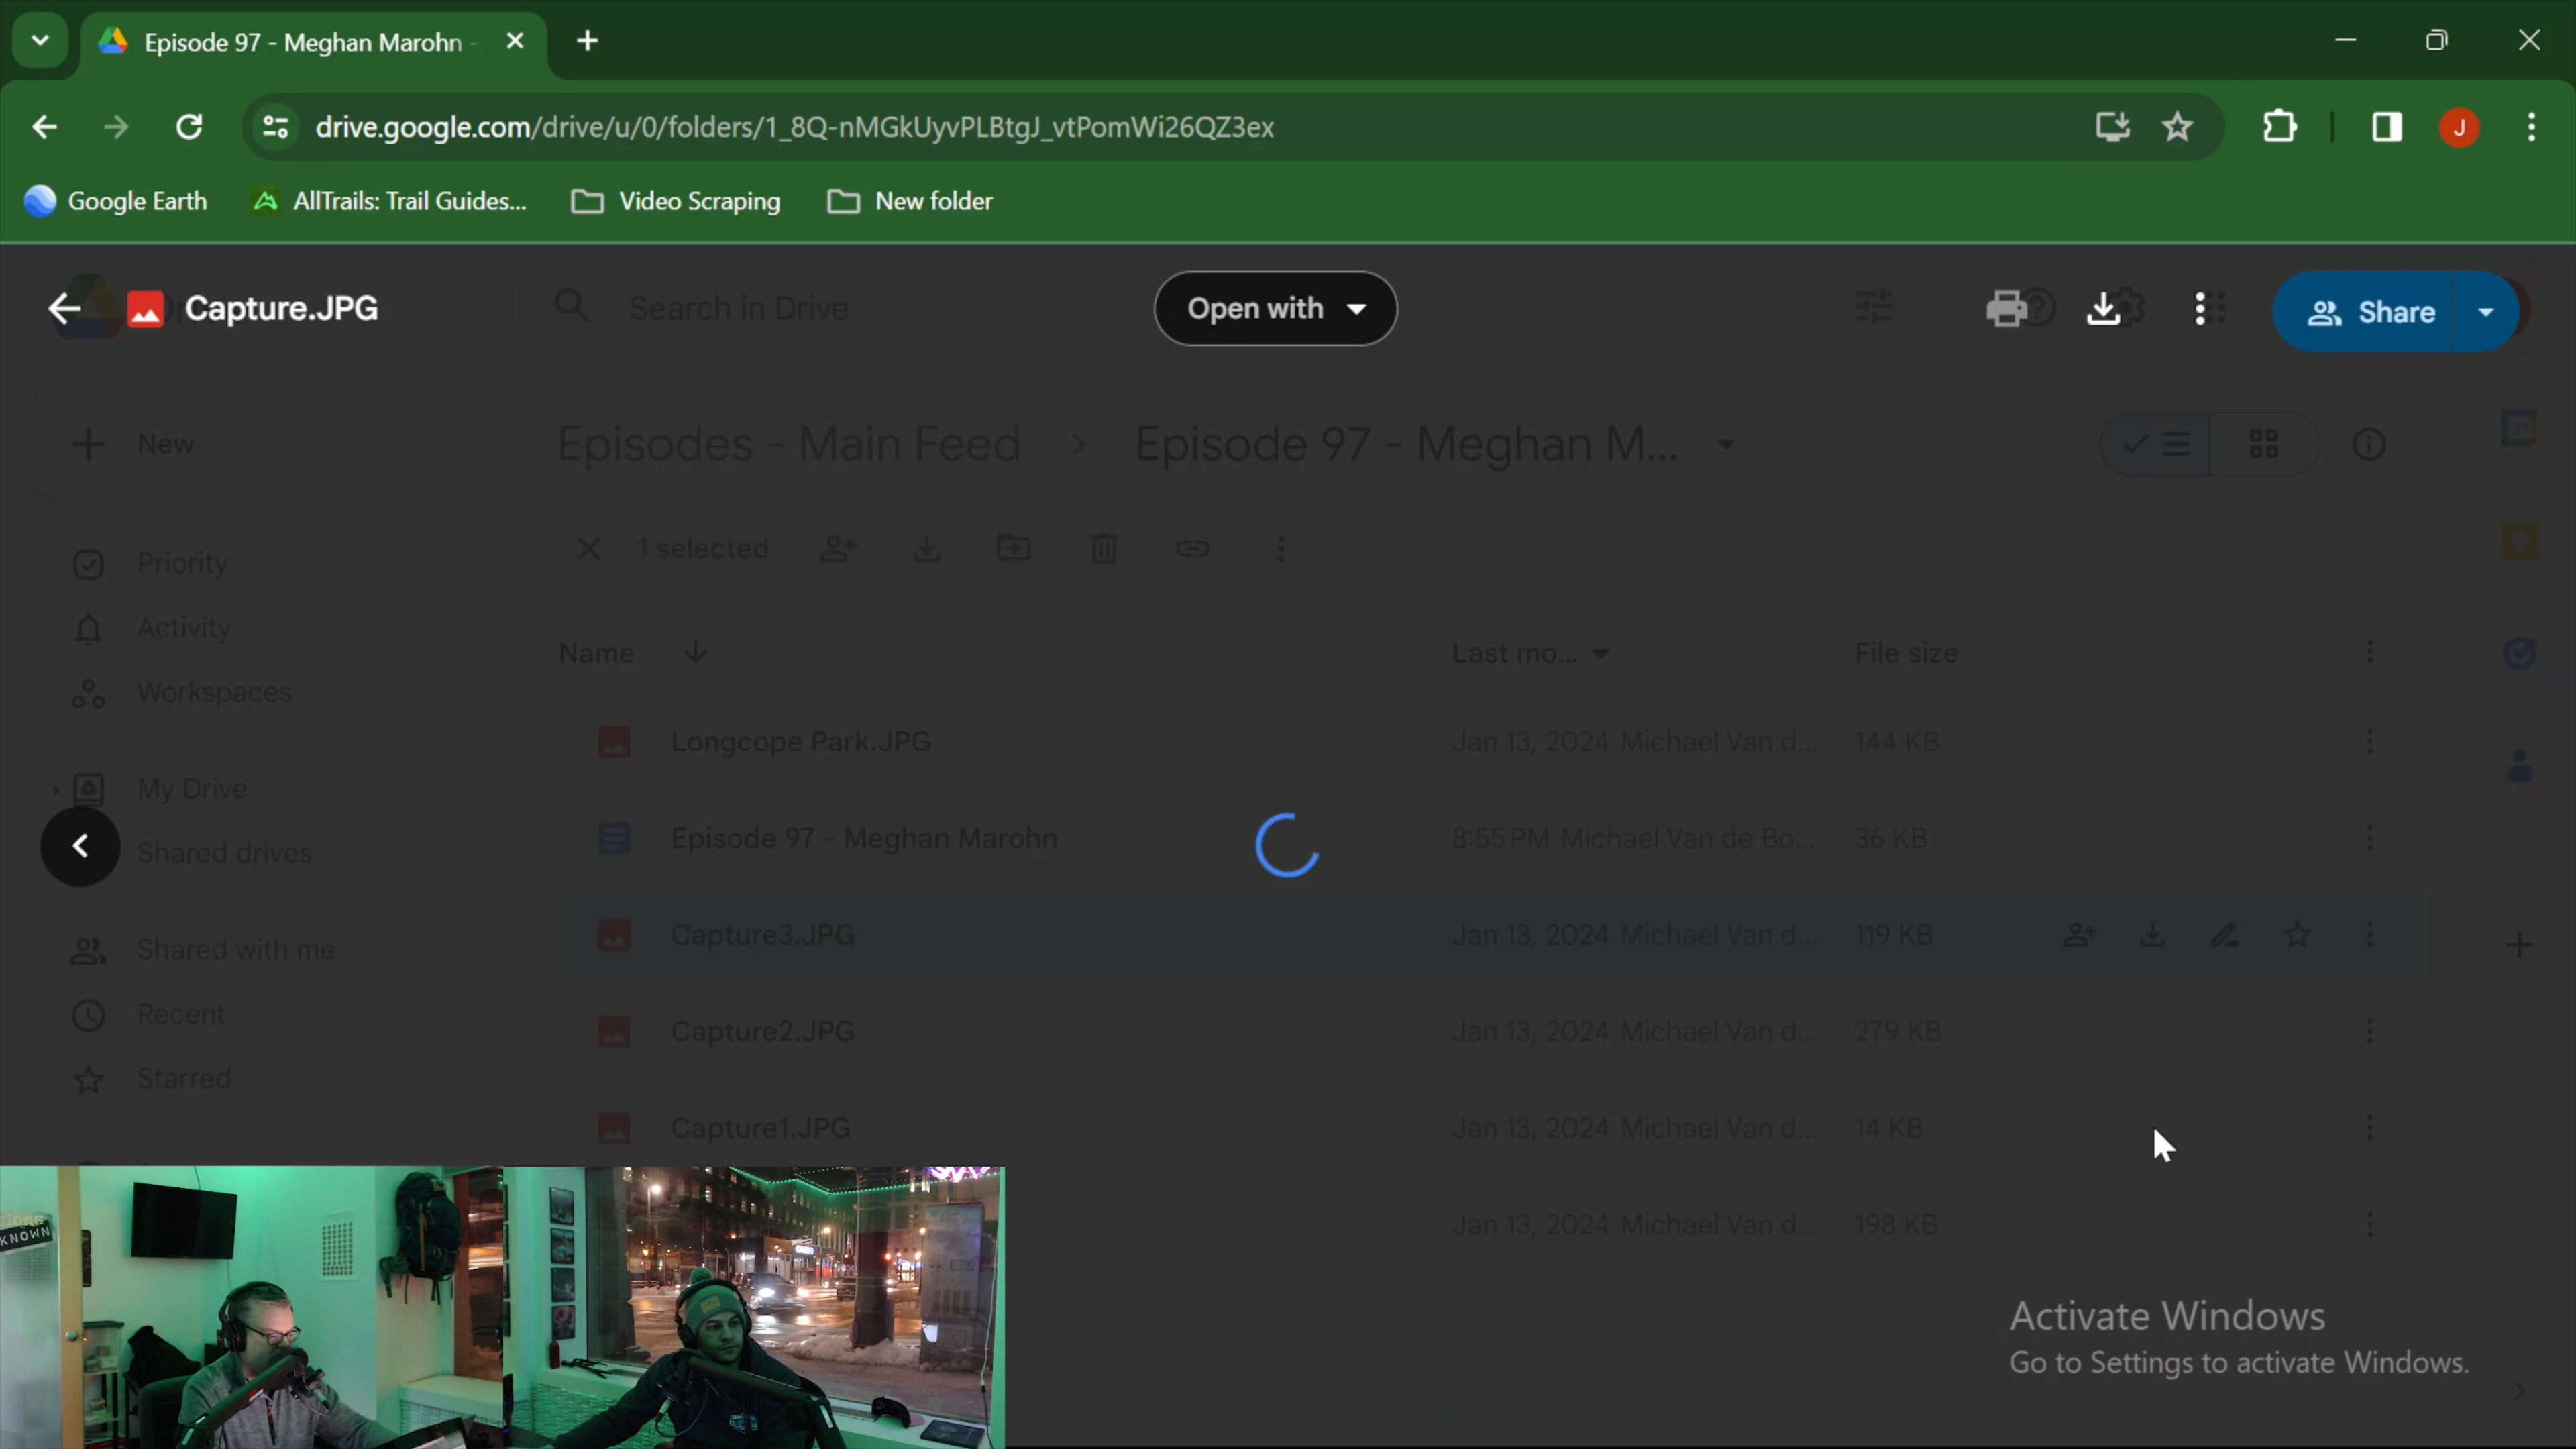 Episode 97 - Meghan Marohn -
drive.google.com/drive/u/0/folders/1_8Q-nMGkUyvPLBtgJ_vtPomWi26QZ3ex
J
Google Earth
AllTrails: Trail Guides...
Video Scraping
New folder
Capture.JPG
Search in Drive
Open with
Share
New
Episodes - Main Feed
Episode 97 - Meghan M...
1 selected
Priority
Activity
Workspaces
My Drive
Shared drives
Shared with me
Recent
Starred
Name
Last mo...
File size
Longcope Park.JPG
Jan 13, 2024 Michael Van d...
144 KB
Episode 97 - Meghan Marohn
8:55 PM Michael Van de Bo...
36 KB
Capture3.JPG
Jan 13, 2024 Michael Van d...
119 KB
Capture2.JPG
Jan 13, 2024 Michael Van d...
279 KB
Capture1.JPG
Jan 13, 2024 Michael Van d...
14 KB
Jan 13, 2024 Michael Van d...
198 KB
KNOWN
Activate Windows
Go to Settings to activate Windows.